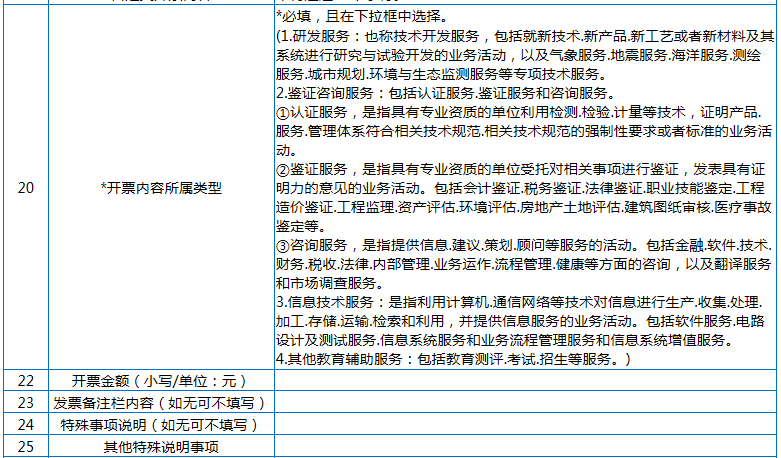 *必填，且在下拉框中选择。
(1.研发服务：也称技术开发服务，包括就新技术.新产品.新工艺或者新材料及其
系统进行研究与试验开发的业务活动，以及气象服务.地震服务.海洋服务.测绘
服务.城市规划.环境与生态监测服务等专项技术服务。
2.鉴证咨询服务：包括认证服务.鉴证服务和咨询服务。
①认证服务，是指具有专业资质的单位利用检测.检验.计量等技术，证明产品.
服务.管理体系符合相关技术规范.相关技术规范的强制性要求或者标准的业务活
动。
②鉴证服务，是指具有专业资质的单位受托对相关事项进行鉴证，发表具有证
明力的意见的业务活动。包括会计鉴证.税务鉴证.法律鉴证.职业技能鉴定.工程
造价鉴证.工程监理.资产评估.环境评估.房地产土地评估.建筑图纸审核.医疗事故
鉴定等。
③咨询服务，是指提供信息.建议.策划.顾问等服务的活动。包括金融.软件.技术.
财务.税收.法律.内部管理.业务运作.流程管理.健康等方面的咨询，以及翻译服务
和市场调查服务。
3.信息技术服务：是指利用计算机.通信网络等技术对信息进行生产.收集.处理.
加工.存储.运输.检索和利用，并提供信息服务的业务活动。包括软件服务.电路
设计及测试服务.信息系统服务和业务流程管理服务和信息系统增值服务。
4.其他教育辅助服务：包括教育测评.考试.招生等服务。)
20 *开票内容所属类型
22 开票金额（小写/单位：元）
23 发票备注栏内容（如无可不填写）
24 特殊事项说明（如无可不填写）
25 其他特殊说明事项